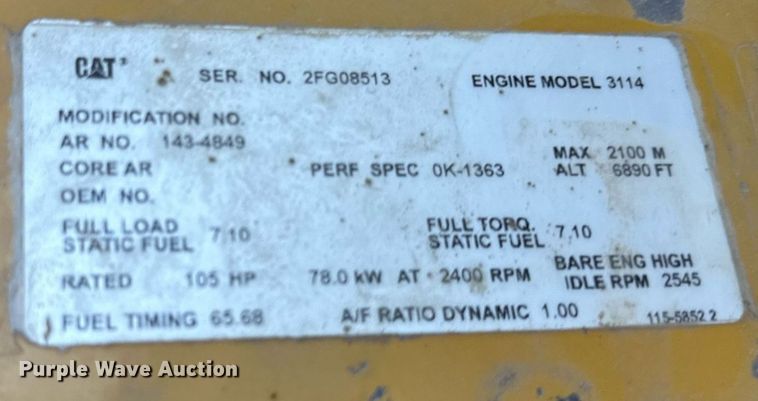 CAT SER. NO. 2FG08513 ENGINE MODEL 3114
MODIFICATION NO.
AR NO. 143-4849
CORE AR PERF SPEC 0K-1363 MAX ALT 2100 M 6890 FT
OEM NO.
FULL LOAD STATIC FUEL 7.10 FULL TORQ. STATIC FUEL 7.10
RATED 105 HP 78.0 kW AT 2400 RPM BARE ENG HIGH IDLE RPM 2545
FUEL TIMING 65.68 A/F RATIO DYNAMIC 1.00 115-5852 2
Purple Wave Auction